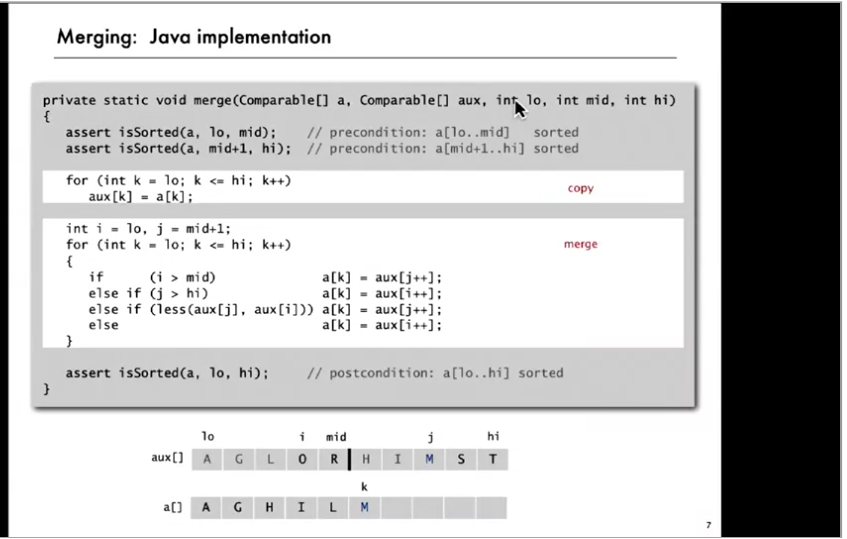 Merging: Java implementation
private static void merge(Comparable[] a, Comparable[] aux, int lo, int mid, int hi)
{
assert isSorted(a, lo, mid); // precondition: a[lo..mid] sorted
assert isSorted(a, mid+1, hi); // precondition: a[mid+1..hi] sorted
for (int k = lo; k <= hi; k++)
aux[k] = a[k];
copy
int i = lo, j = mid+1;
for (int k = lo; k <= hi; k++)
merge
{
if (i > mid) a[k] = aux[j++];
else if (j > hi) a[k] = aux[i++];
else if (less(aux[j], aux[i])) a[k] = aux[j++];
else a[k] = aux[i++];
}
assert isSorted(a, lo, hi); // postcondition: a[lo..hi] sorted
}
lo i mid j hi
aux[] A G L O R H I M S T
k
a[] A G H I L M
7